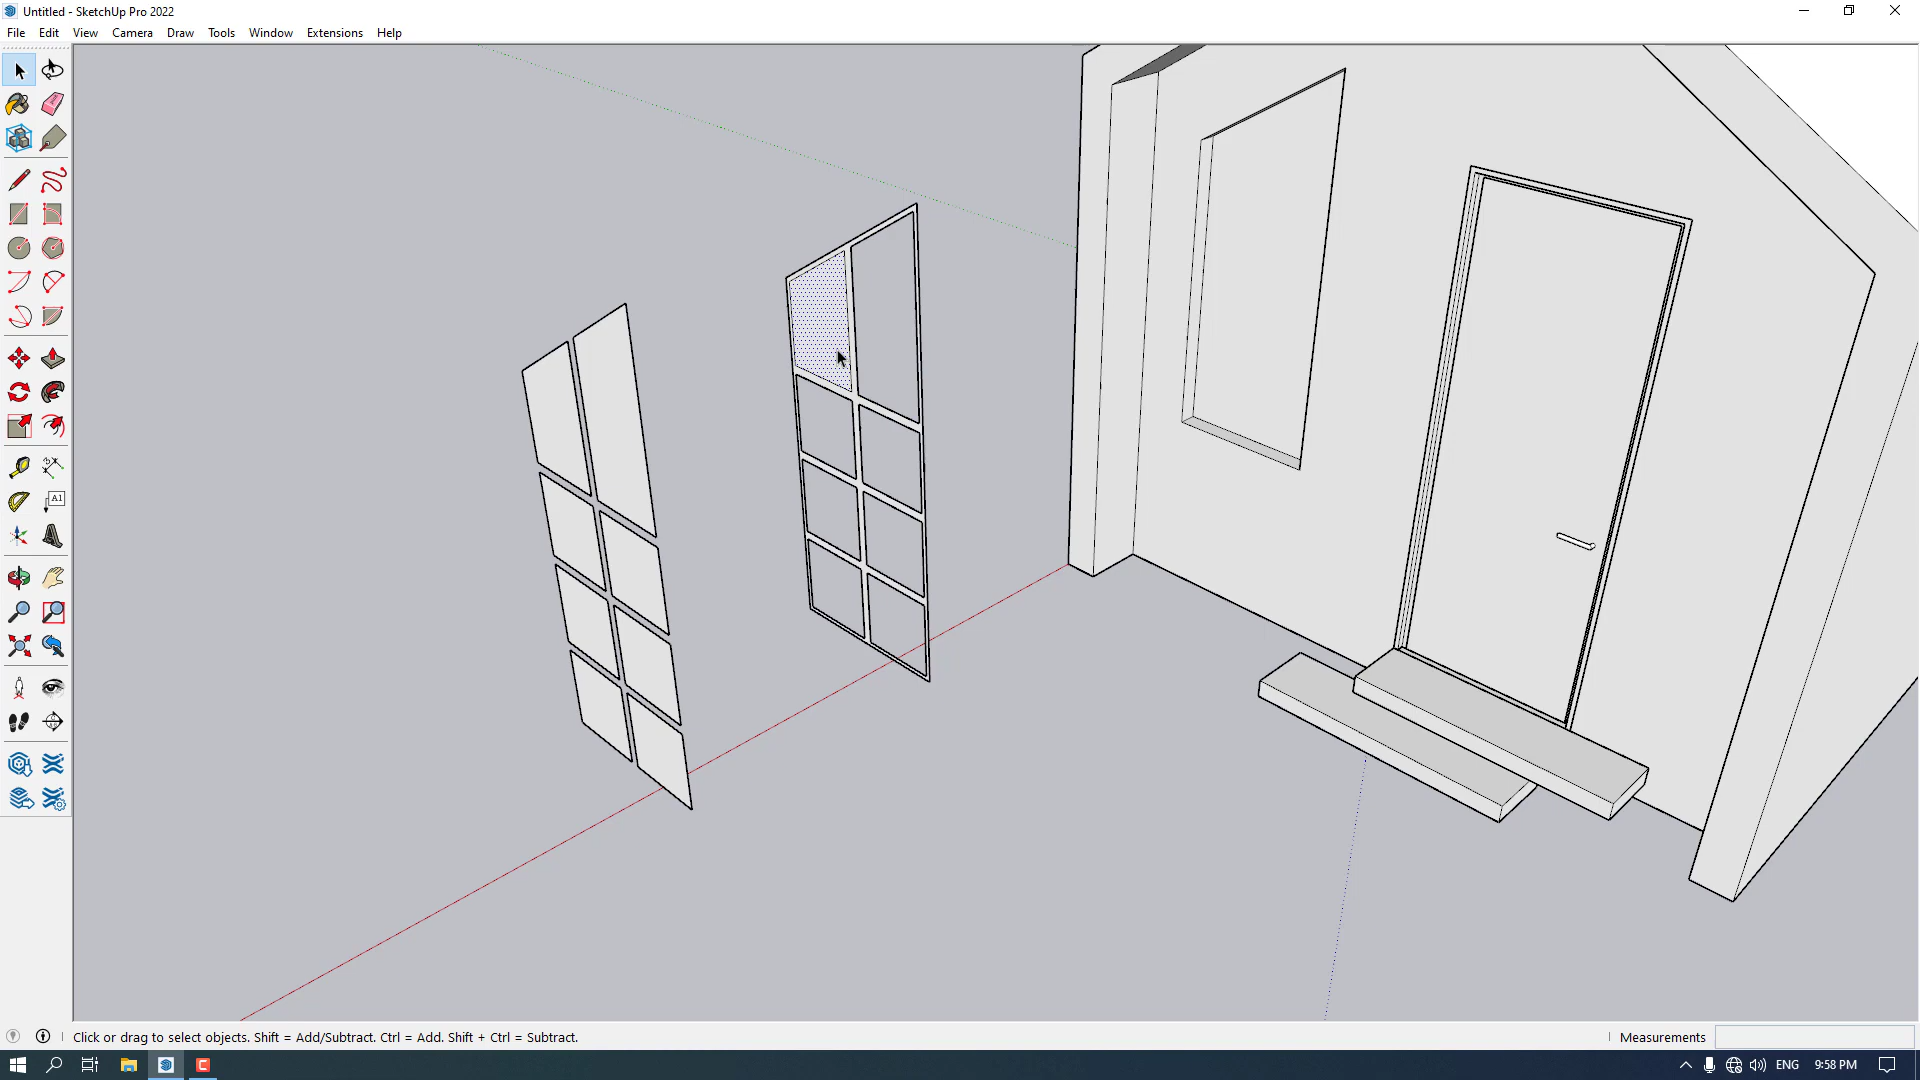 Untitled - SketchUp Pro 2022
File Edit View Camera Draw Tools Window Extensions Help
A1
Click or drag to select objects. Shift = Add/Subtract. Ctrl = Add. Shift + Ctrl = Subtract.
Measurements
C
ENG 9:58 PM